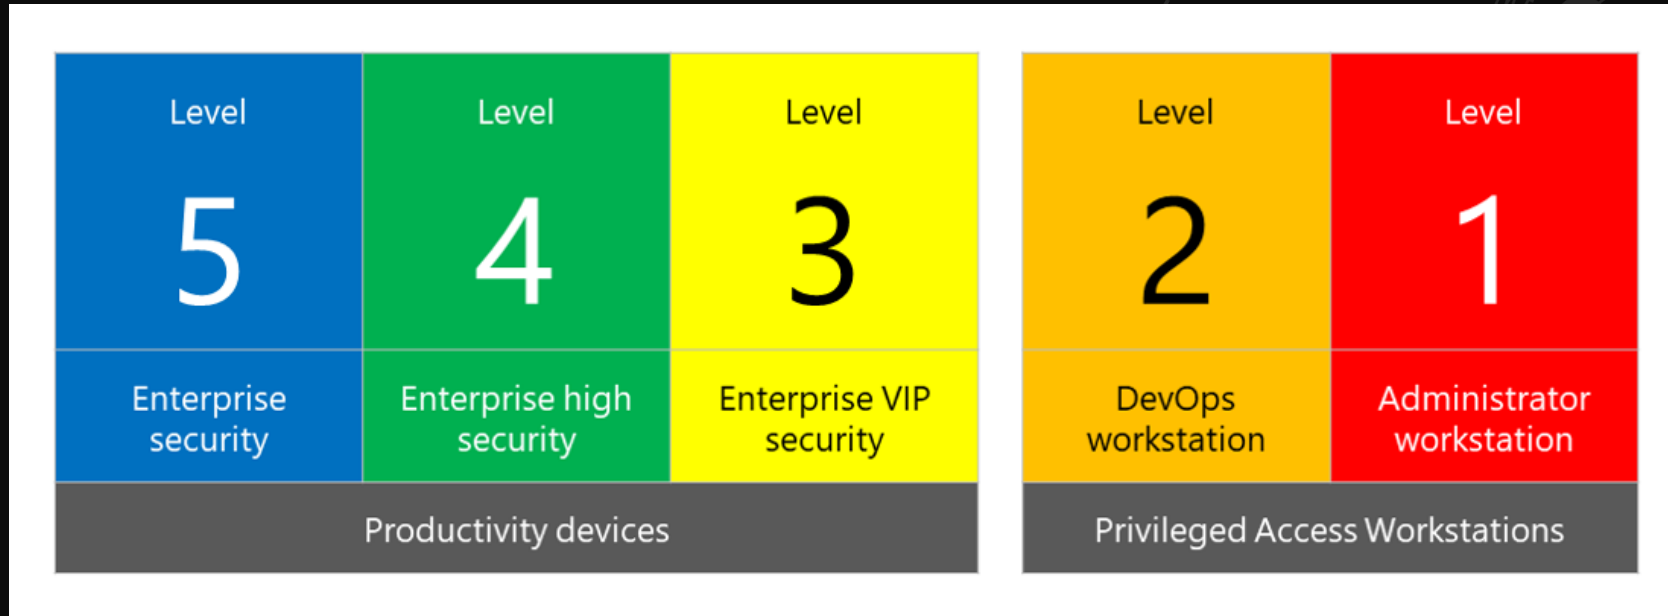 Level
5
Enterprise
security
Level
4
Enterprise high
security
Level
3
Enterprise VIP
security
Productivity devices
Level
2
DevOps
workstation
Level
1
Administrator
workstation
Privileged Access Workstations